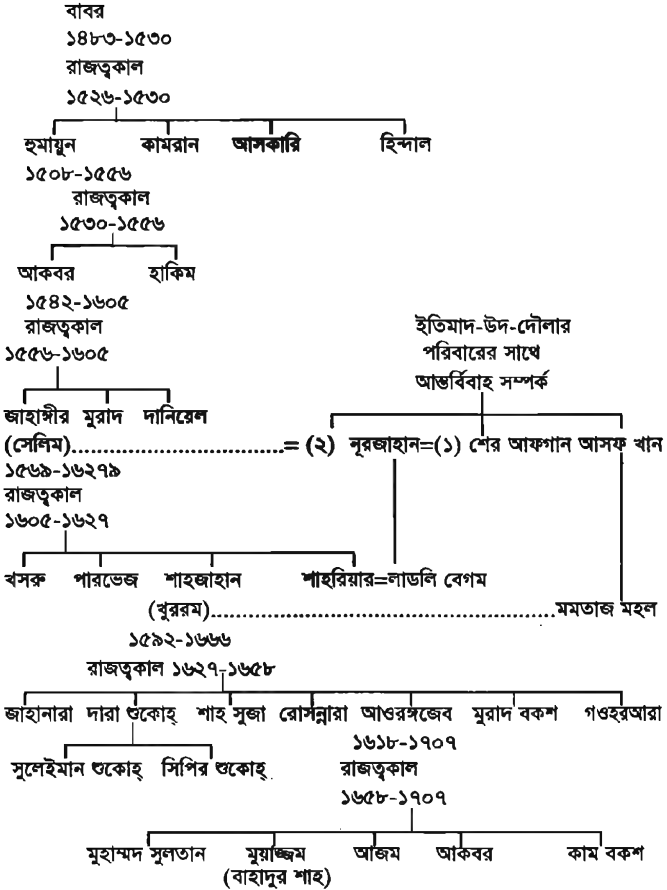 বাবর
১৪৮৩-১৫৩০
রাজত্বকাল
১৫২৬-১৫৩০
হুমায়ুন কামরান আসকারি হিন্দাল
১৫০৮-১৫৫৬
রাজত্বকাল
১৫৩০-১৫৫৬
আকবর হাকিম
১৫৪২-১৬০৫
রাজত্বকাল
১৫৫৬-১৬০৫
ইতিমাদ-উদ-দৌলার
পরিবারের সাথে
আন্তর্বিবাহ সম্পর্ক
জাহাঙ্গীর মুরাদ দানিয়েল
(সেলিম)....................................= (২) নূরজাহান=(১) শের আফগান আসফ খান
১৫৬৯-১৬২৭৯
রাজত্বকাল
১৬০৫-১৬২৭
খসরু পারভেজ শাহজাহান শাহরিয়ার=লাডলি বেগম
(খুররম)..........................................................মমতাজ মহল
১৫৯২-১৬৬৬
রাজত্বকাল ১৬২৭-১৬৫৮
জাহানারা দারা শুকোহ্ শাহ সুজা রোসন্নারা আওরঙ্গজেব মুরাদ বকশ গওহরআরা
১৬১৮-১৭০৭
সুলেইমান শুকোহ্ সিপির শুকোহ্ রাজত্বকাল
১৬৫৮-১৭০৭
মুহাম্মদ সুলতান মুয়াজ্জম আজম আকবর কাম বকশ
(বাহাদুর শাহ)